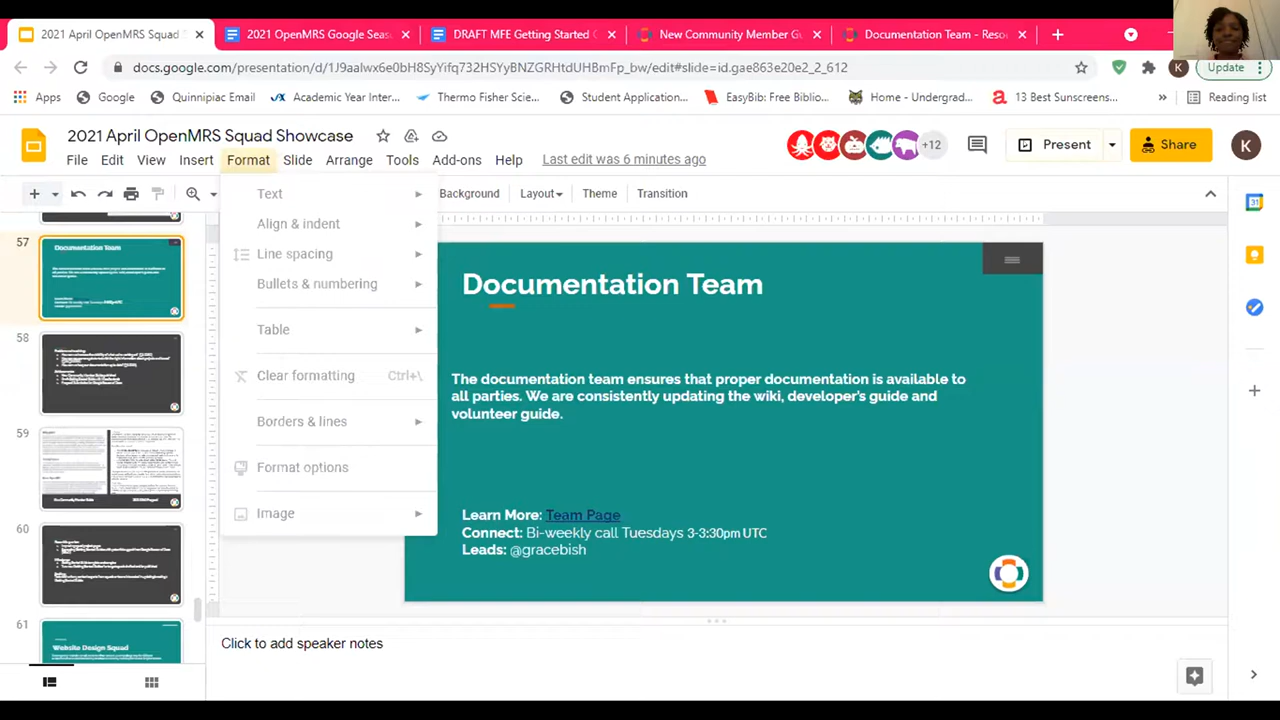 2021 April OpenMRS Squad
2021 OpenMRS Google Seas
DRAFT MFE Getting Started
New Community Member Gu
Documentation Team - Reso
docs.google.com/presentation/d/1J9aalwx6e0bH8SyYifq732HSYyBNZGRHtdUHBmFp_bw/edit#slide=id.gae863e20e2_2_612
K
Update
Apps
Google
Quinnipiac Email
Academic Year Inter...
Thermo Fisher Scie...
Student Application...
EasyBib: Free Biblio...
Home - Undergrad...
13 Best Sunscreens...
»
Reading list
2021 April OpenMRS Squad Showcase
+12
Present
Share
K
File Edit View Insert Format Slide Arrange Tools Add-ons Help
Last edit was 6 minutes ago
Background Layout Theme Transition
Text
Align & indent
Line spacing
Bullets & numbering
Table
Clear formatting Ctrl+\
Borders & lines
Format options
Image
57
Documentation Team
58
59
60
61
Website Design Squad
Documentation Team
The documentation team ensures that proper documentation is available to
all parties. We are consistently updating the wiki, developer's guide and
volunteer guide.
Learn More: Team Page
Connect: Bi-weekly call Tuesdays 3-3:30pm UTC
Leads: @gracebish
Click to add speaker notes